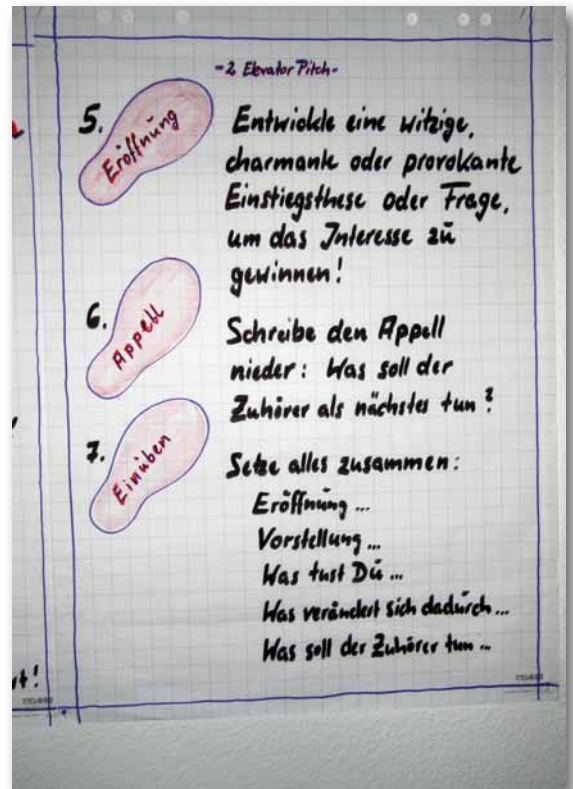 -2 Elevator Pitch-
5.
Eröffnung
Entwickle eine witzige,
charmante oder provokante
Einstiegsthese oder Frage,
um das Interesse zu
gewinnen!
6.
Appell
Schreibe den Appell
nieder: Was soll der
Zuhörer als nächstes tun?
7.
Einüben
Setze alles zusammen:
Eröffnung ...
Vorstellung ...
Was tust Du ...
Was verändert sich dadurch ...
Was soll der Zuhörer tun ...